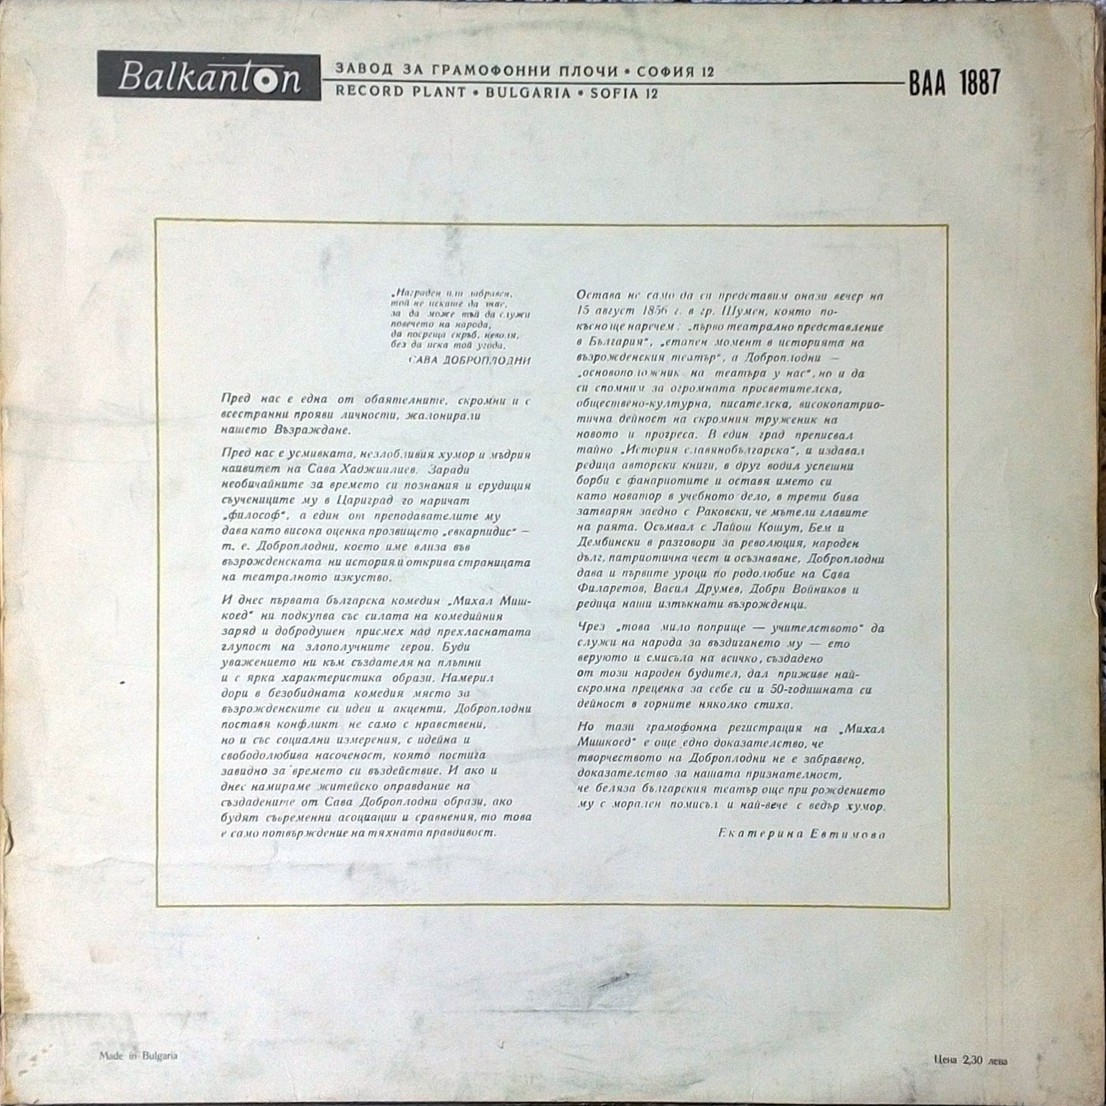 Balkanton
ЗАВОД ЗА ГРАМОФОННИ ПЛОЧИ • СОФИЯ 12
RECORD PLANT • BULGARIA • SOFIA 12
ВАА 1887
„Награден или забравен,
той не искаше да знае,
за да може той да служи
повечето на народа,
да посреща скръб, неволя,
без да иска той угода.
САВА ДОБРОПЛОДНИ
Пред нас е една от обаятелните, скромни и с
всестранни прояви личности, жалонирали
нашето Възраждане.
Пред нас е усмивката, незлобливия хумор и мъдрия
наивитет на Сава Хаджиилиев. Заради
необичайните за времето си познания и ерудиция
съучениците му в Цариград го наричат
„философ“, а един от преподавателите му
дава като висока оценка прозвището „евкарпидис“ —
т. е. Доброплодни, което име влиза във
възрожденската ни история и открива страницата
на театралното изкуство.
И днес първата българска комедия „Михал Миш-
коед“ ни подкупва със силата на комедийния
заряд и добродушен присмех над прехласнатата
глупост на злополучните герои. Буди
уважението ни към създателя на плътни
и с ярка характеристика образи. Намерил
дори в безобидната комедия място за
възрожденските си идеи и акценти, Доброплодни
поставя конфликт не само с нравствени,
но и със социални измерения, с идейна и
свободолюбива насоченост, която постига
завидно за времето си въздействие. И ако и
днес намираме житейско оправдание на
създадените от Сава Доброплодни образи, ако
будят съвременни асоциации и сравнения, то това
е само потвърждение на тяхната правдивост.
Остава не само да си представим онази вечер на
15 август 1856 г. в гр. Шумен, която по-
късно ще наречем: „първо театрално представление
в България“, „етапен момент в историята на
възрожденския театър“, а Доброплодни —
„основоположник на театъра у нас“, но и да
си спомним за огромната просветителска,
обществено-културна, писателска, високопатрио-
тична дейност на скромния труженик на
новото и прогреса. В един град преписвал
тайно „История славянобългарска“, и издавал
редица авторски книги, в друг водил успешни
борби с фанариотите и оставя името си
като новатор в учебното дело, в трети бива
затварян заедно с Раковски, че мътели главите
на раята. Осъмвал с Лайош Кошут, Бем и
Дембински в разговори за революция, народен
дълг, патриотична чест и осъзнаване, Доброплодни
дава и първите уроци по родолюбие на Сава
Филаретов, Васил Друмев, Добри Войников и
редица наши изтъкнати възрожденци.
Чрез „това мило поприще — учителството“ да
служи на народа за въздигането му — ето
верующо и смисъла на всичко, създадено
от този народен будител, дал приживе най-
скромна преценка за себе си и 50-годишната си
дейност в горните няколко стиха.
Но тази грамофонна регистрация на „Михал
Мишкоед“ е още едно доказателство, че
творчеството на Доброплодни не е забравено,
доказателство за нашата признателност,
че беляза българския театър още при рождението
му с морален помисъл и най-вече с ведър хумор.
Екатерина Евтимова
Made in Bulgaria
Цена 2,30 лева